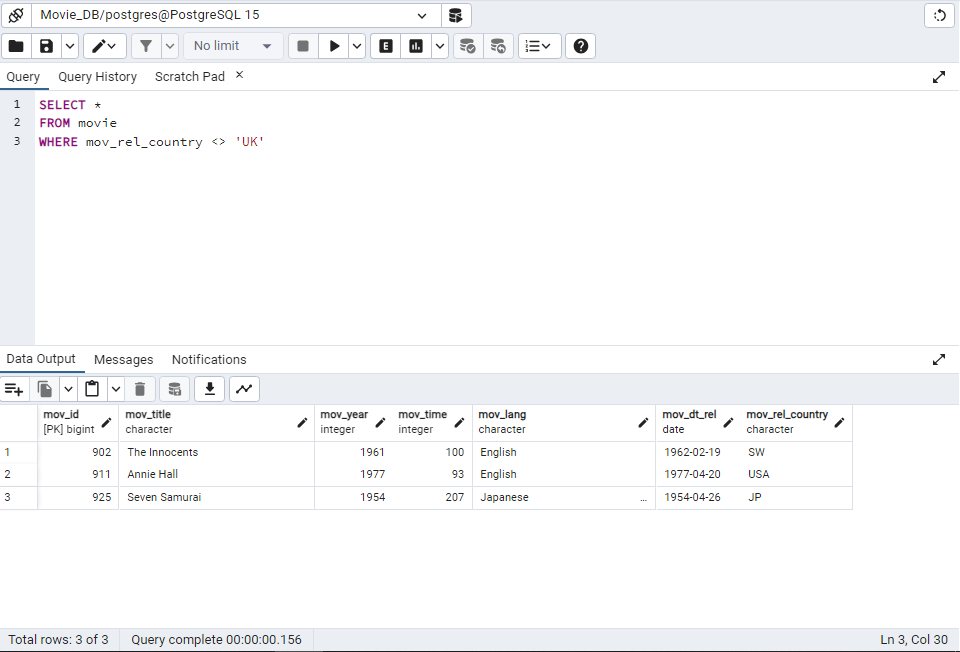 Movie_DB/postgres@PostgreSQL 15
No limit E
Query Query History Scratch Pad ×
1 SELECT *
2 FROM movie
3 WHERE mov_rel_country <> 'UK'
Data Output Messages Notifications
mov_id mov_title mov_year mov_time mov_lang mov_dt_rel mov_rel_country
[PK] bigint character integer integer character date character
1 902 The Innocents 1961 100 English 1962-02-19 SW
2 911 Annie Hall 1977 93 English 1977-04-20 USA
3 925 Seven Samurai 1954 207 Japanese ... 1954-04-26 JP
Total rows: 3 of 3 Query complete 00:00:00.156 Ln 3, Col 30